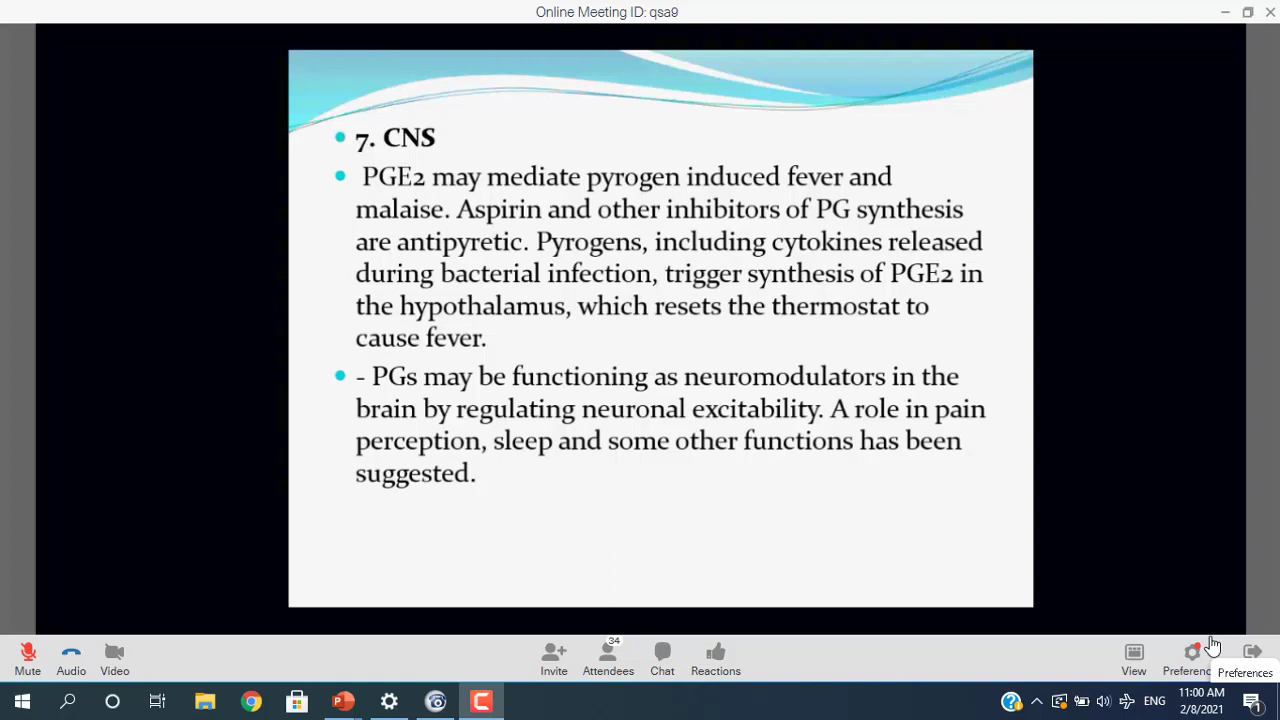 Online Meeting ID: qsa9
7. CNS
PGE2 may mediate pyrogen induced fever and
malaise. Aspirin and other inhibitors of PG synthesis
are antipyretic. Pyrogens, including cytokines released
during bacterial infection, trigger synthesis of PGE2 in
the hypothalamus, which resets the thermostat to
cause fever.
- PGs may be functioning as neuromodulators in the
brain by regulating neuronal excitability. A role in pain
perception, sleep and some other functions has been
suggested.
34
Mute Audio Video Invite Attendees Chat Reactions View Preferenc
Preferences
11:00 AM
ENG
2/8/2021
1